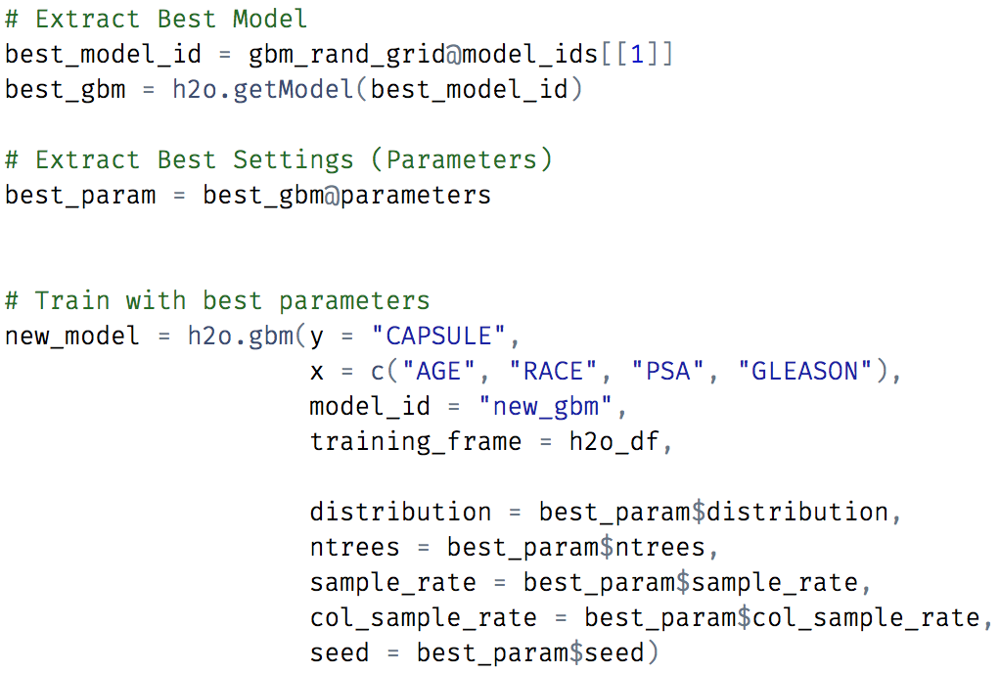 # Extract Best Model
best_model_id = gbm_rand_grid@model_ids[[1]]
best_gbm = h2o.getModel(best_model_id)
# Extract Best Settings (Parameters)
best_param = best_gbm@parameters
# Train with best parameters
new_model = h2o.gbm(y = "CAPSULE",
x = c("AGE", "RACE", "PSA", "GLEASON"),
model_id = "new_gbm",
training_frame = h2o_df,
distribution = best_param$distribution,
ntrees = best_param$ntrees,
sample_rate = best_param$sample_rate,
col_sample_rate = best_param$col_sample_rate,
seed = best_param$seed)